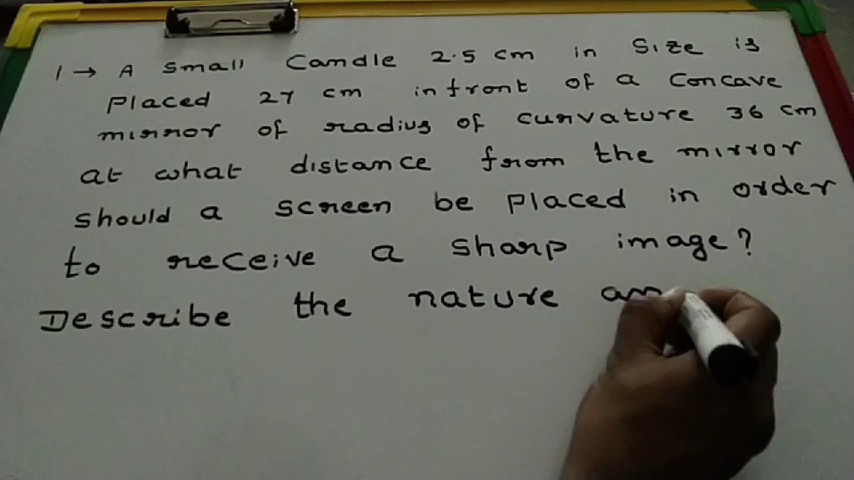 1 → A small Candle 2.5 cm in Size is
Placed 27 cm infront of a Concave
mirror of radius of curvature 36 cm
at what distance from the mirror
should a screen be placed in order
to receive a sharp image?
Describe the nature an